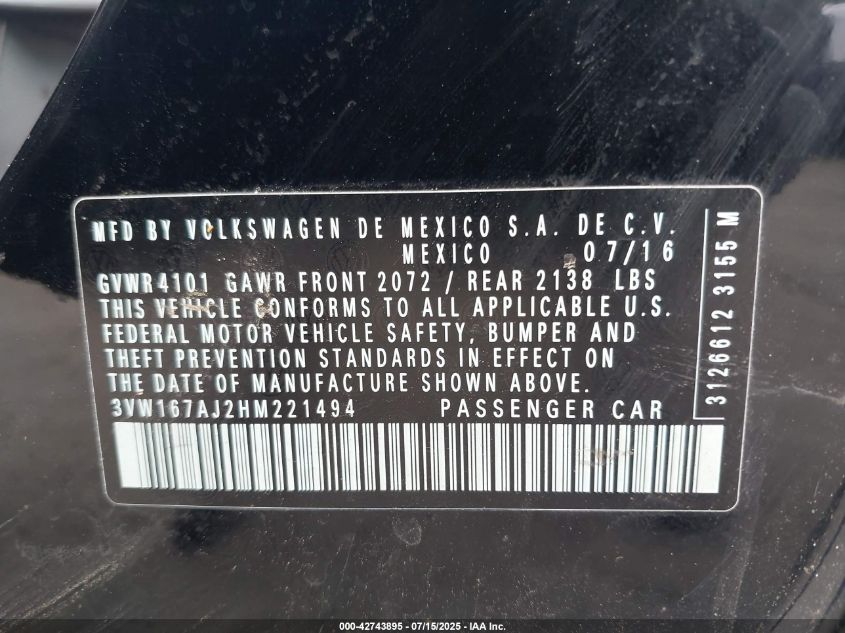 MFD BY VOLKSWAGEN DE MEXICO S.A. DE C.V.
MEXICO 07/16
GVWR4101 GAWR FRONT 2072 / REAR 2138 LBS
THIS VEHICLE CONFORMS TO ALL APPLICABLE U.S.
FEDERAL MOTOR VEHICLE SAFETY, BUMPER AND
THEFT PREVENTION STANDARDS IN EFFECT ON
THE DATE OF MANUFACTURE SHOWN ABOVE.
3VW167AJ2HM221494 PASSENGER CAR
3126612 3155 M
000-42743895 - 07/15/2025 - IAA Inc.